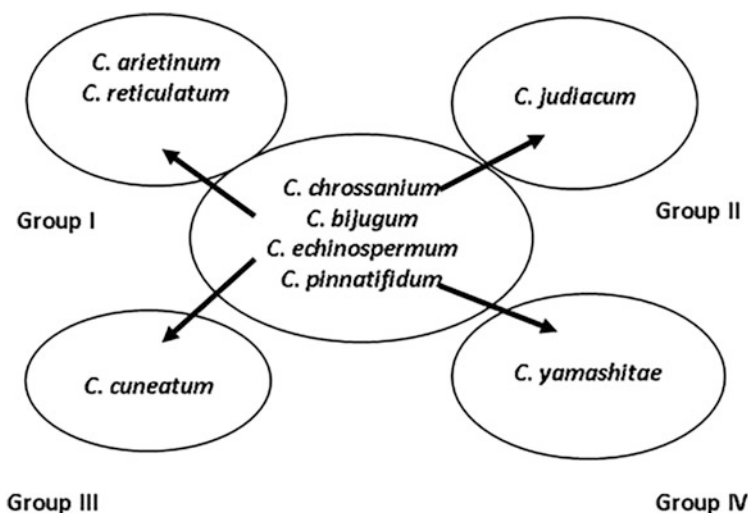 C. arietinum
C. reticulatum
C. judiacum
C. chrossanium
C. bijugum
C. echinospermum
C. pinnatifidum
Group I
Group II
C. cuneatum
C. yamashitae
Group III
Group IV